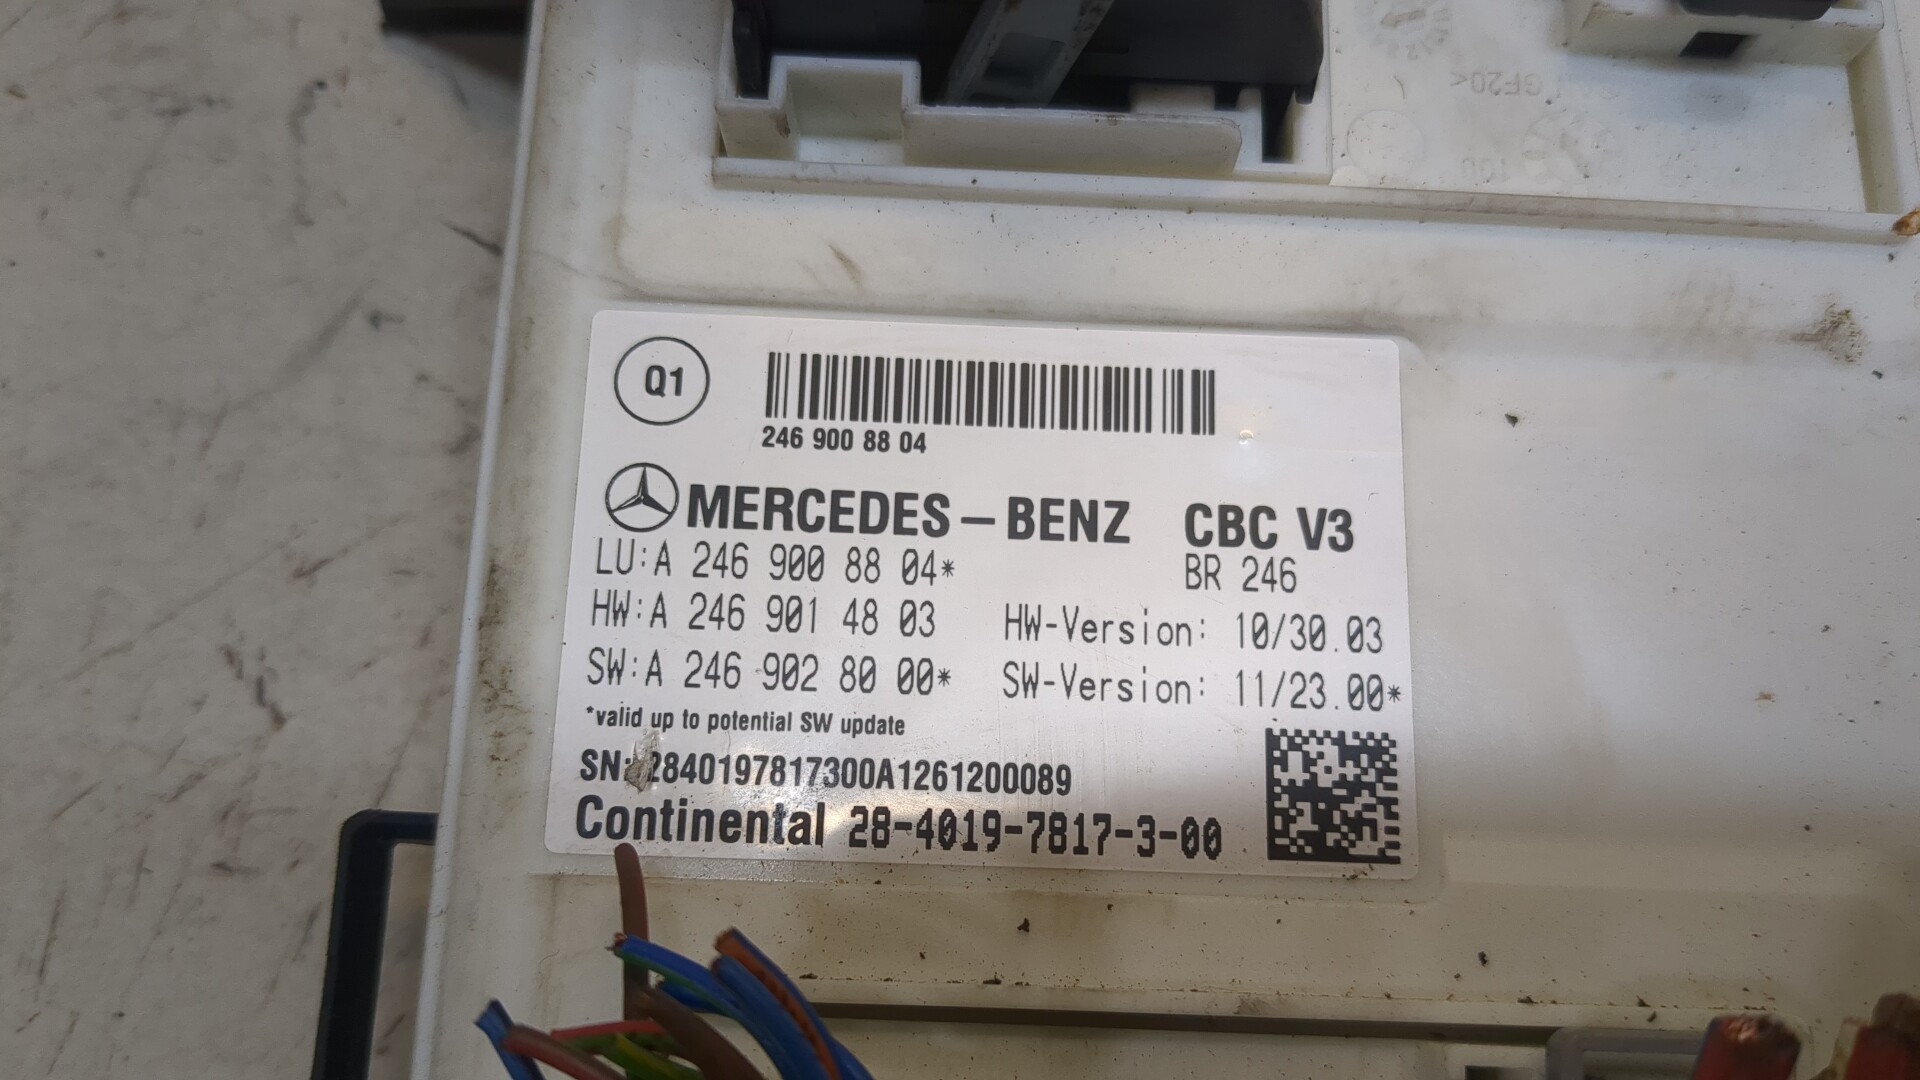 GF20<
Q1
246 900 88 04
MERCEDES-BENZ CBC V3
LU:A 246 900 88 04* BR 246
HW:A 246 901 48 03 HW-Version: 10/30.03
SW:A 246 902 80 00* SW-Version: 11/23.00*
*valid up to potential SW update
SN: 2840197817300A1261200089
Continental 28-4019-7817-3-00